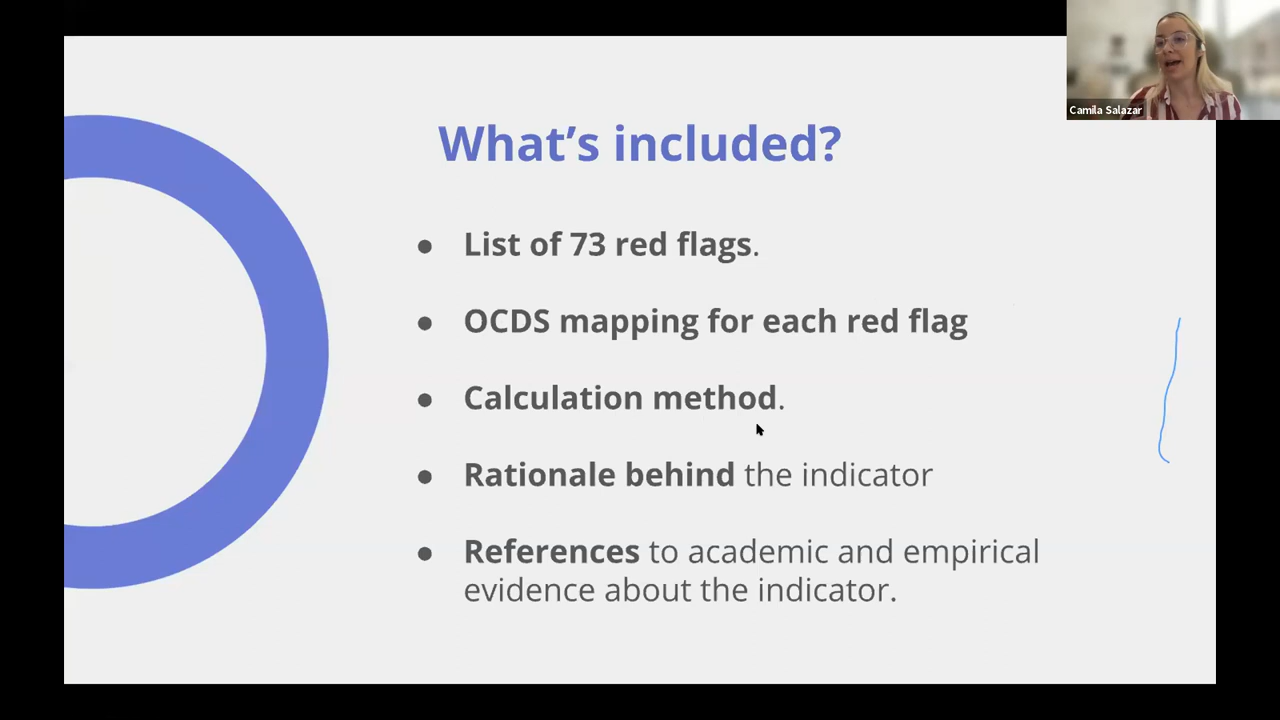 Camila Salazar
What's included?
● List of 73 red flags.
● OCDS mapping for each red flag
● Calculation method.
● Rationale behind the indicator
● References to academic and empirical
evidence about the indicator.